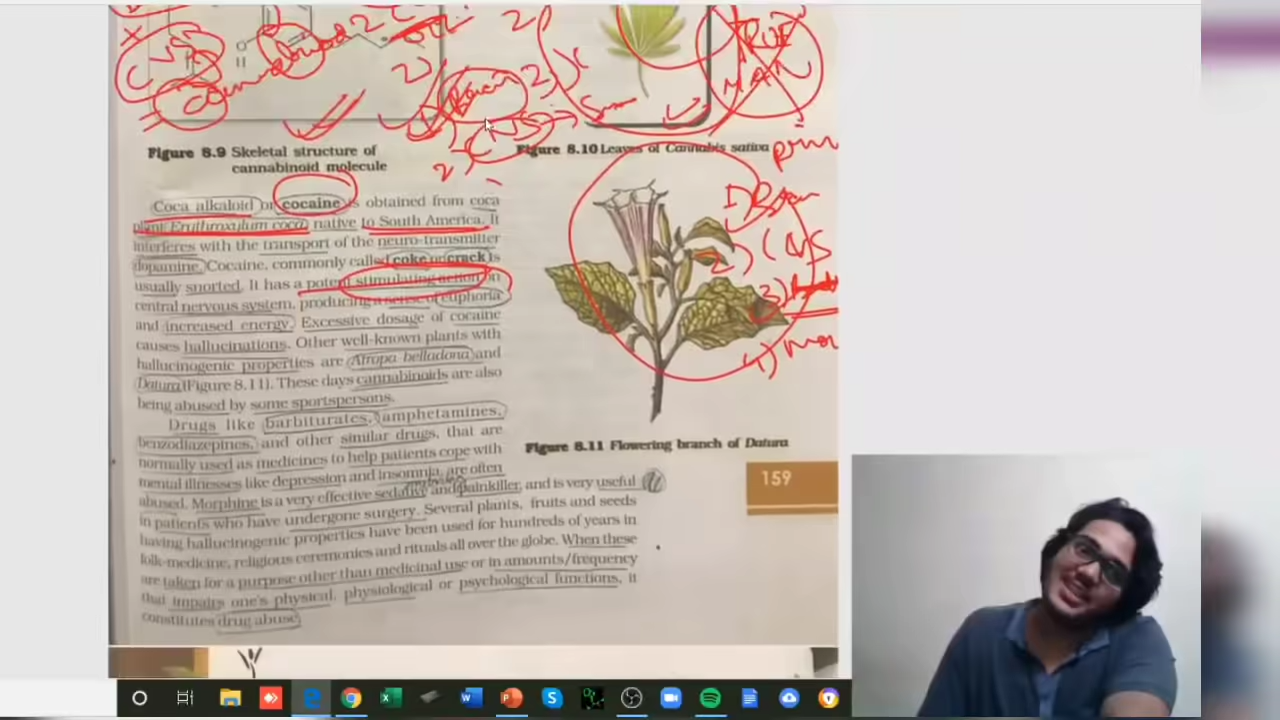 TRUE
MAN
Brain
CNS
Figure 8.9 Skeletal structure of
cannabinoid molecule
Figure 8.10 Leaves of Cannabis sativa
Coca alkaloid or cocaine is obtained from coca
plant Erythroxylum coca, native to South America. It
interferes with the transport of the neuro-transmitter
dopamine. Cocaine, commonly called coke or crack is
usually snorted. It has a potent stimulating action on
central nervous system, producing a sense of euphoria
and increased energy. Excessive dosage of cocaine
causes hallucinations. Other well-known plants with
hallucinogenic properties are Atropa belladona and
Datura (Figure 8.11). These days cannabinoids are also
being abused by some sportspersons.
Drugs like barbiturates, amphetamines,
benzodiazepines, and other similar drugs, that are
normally used as medicines to help patients cope with
mental illnesses like depression and insomnia, are often
abused. Morphine is a very effective sedative and painkiller, and is very useful
in patients who have undergone surgery. Several plants, fruits and seeds
having hallucinogenic properties have been used for hundreds of years in
folk-medicine, religious ceremonies and rituals all over the globe. When these
are taken for a purpose other than medicinal use or in amounts/frequency
that impairs one's physical, physiological or psychological functions, it
constitutes drug abuse.
2) CVS
3)
4)
Figure 8.11 Flowering branch of Datura
159